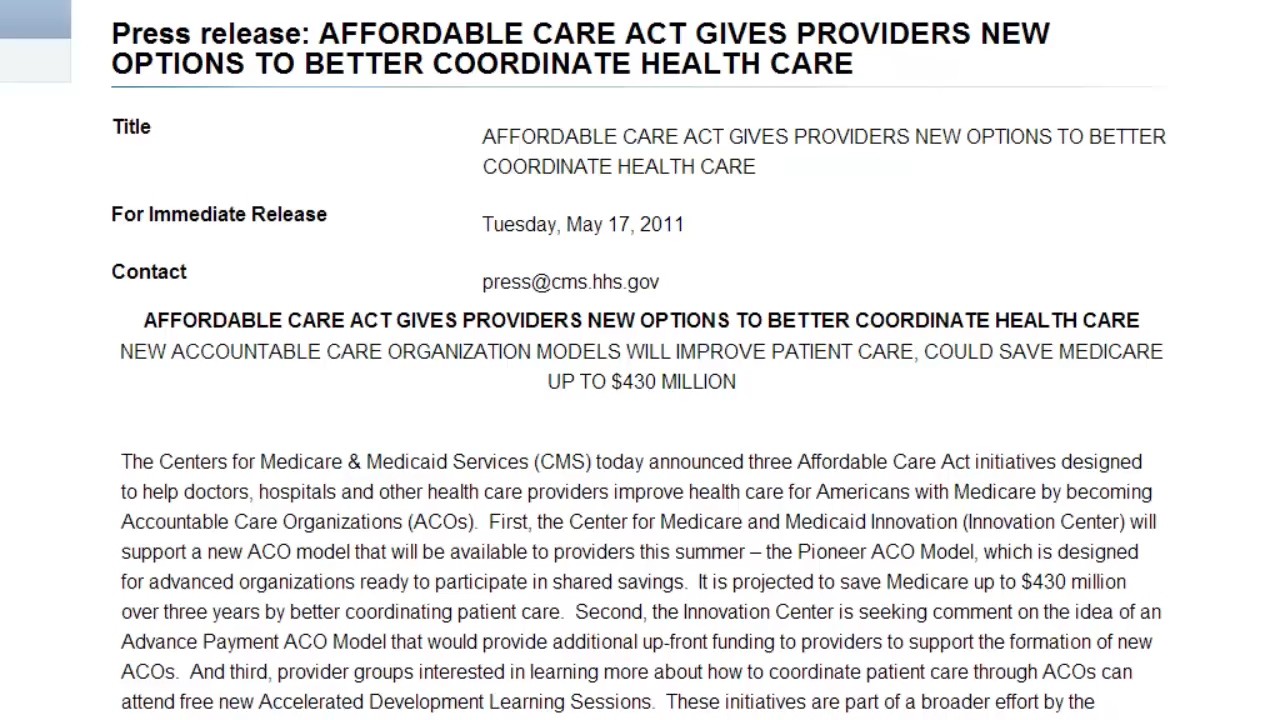 Press release: AFFORDABLE CARE ACT GIVES PROVIDERS NEW
OPTIONS TO BETTER COORDINATE HEALTH CARE
Title
AFFORDABLE CARE ACT GIVES PROVIDERS NEW OPTIONS TO BETTER
COORDINATE HEALTH CARE
For Immediate Release
Tuesday, May 17, 2011
Contact
press@cms.hhs.gov
AFFORDABLE CARE ACT GIVES PROVIDERS NEW OPTIONS TO BETTER COORDINATE HEALTH CARE
NEW ACCOUNTABLE CARE ORGANIZATION MODELS WILL IMPROVE PATIENT CARE, COULD SAVE MEDICARE
UP TO $430 MILLION
The Centers for Medicare & Medicaid Services (CMS) today announced three Affordable Care Act initiatives designed
to help doctors, hospitals and other health care providers improve health care for Americans with Medicare by becoming
Accountable Care Organizations (ACOs).  First, the Center for Medicare and Medicaid Innovation (Innovation Center) will
support a new ACO model that will be available to providers this summer – the Pioneer ACO Model, which is designed
for advanced organizations ready to participate in shared savings.  It is projected to save Medicare up to $430 million
over three years by better coordinating patient care.  Second, the Innovation Center is seeking comment on the idea of an
Advance Payment ACO Model that would provide additional up-front funding to providers to support the formation of new
ACOs.  And third, provider groups interested in learning more about how to coordinate patient care through ACOs can
attend free new Accelerated Development Learning Sessions.  These initiatives are part of a broader effort by the